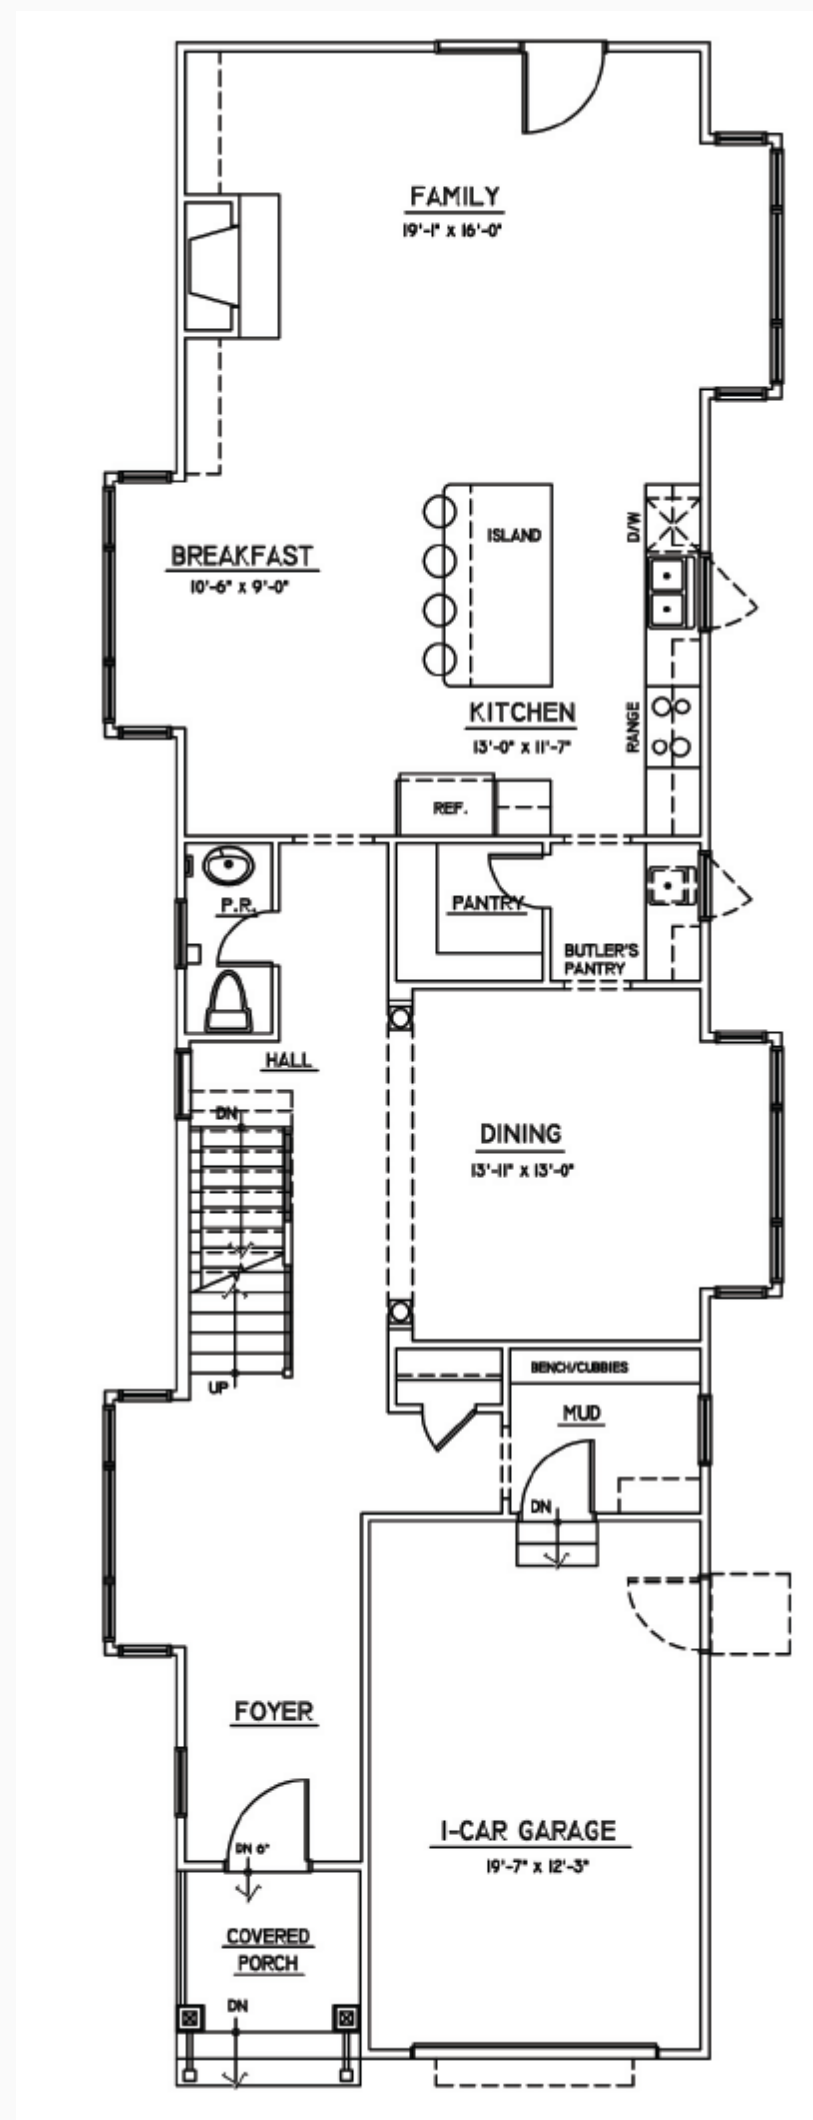 FAMILY
19'-1" x 16'-0"
ISLAND
D/W
BREAKFAST
10'-6" x 9'-0"
KITCHEN
13'-0" x 11'-7"
RANGE
REF.
P.R.
PANTRY
BUTLER'S
PANTRY
HALL
DN
DINING
13'-11" x 13'-0"
UP
BENCH/CUBBIES
MUD
DN
FOYER
1-CAR GARAGE
19'-7" x 12'-3"
DN 6"
COVERED
PORCH
DN